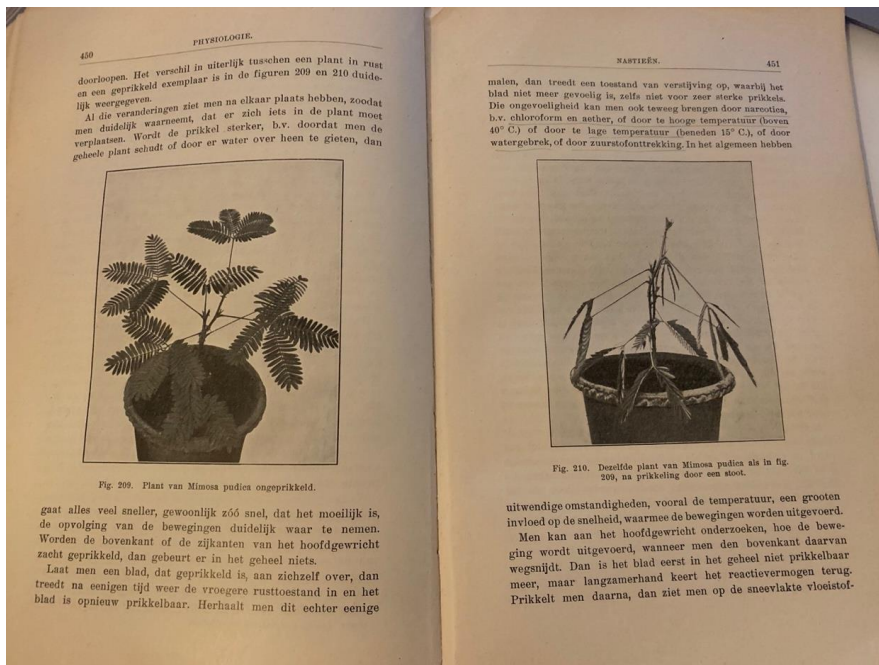 450
PHYSIOLOGIE.
doorloopen. Het verschil in uiterlijk tusschen een plant in rust
en een geprikkeld exemplaar is in de figuren 209 en 210 duide-
lijk weergegeven.
Al die veranderingen ziet men na elkaar plaats hebben, zoodat
men duidelijk waarneemt, dat er zich iets in de plant moet
verplaatsen. Wordt de prikkel sterker, b.v. doordat men de
geheele plant schudt of door er water over heen te gieten, dan
Fig. 209. Plant van Mimosa pudica ongeprikkeld.
gaat alles veel sneller, gewoonlijk zóó snel, dat het moeilijk is,
de opvolging van de bewegingen duidelijk waar te nemen.
Worden de bovenkant of de zijkanten van het hoofdgewricht
zacht geprikkeld, dan gebeurt er in het geheel niets.
Laat men een blad, dat geprikkeld is, aan zichzelf over, dan
treedt na eenigen tijd weer de vroegere rusttoestand in en het
blad is opnieuw prikkelbaar. Herhaalt men dit echter eenige
NASTIEËN.
451
malen, dan treedt een toestand van verstijving op, waarbij het
blad niet meer gevoelig is, zelfs niet voor zeer sterke prikkels.
Die ongevoeligheid kan men ook teweeg brengen door narcotica,
b.v. chloroform en aether, of door te hooge temperatuur (boven
40° C.) of door te lage temperatuur (beneden 15° C.), of door
watergebrek, of door zuurstofonttrekking. In het algemeen hebben
Fig. 210. Dezelfde plant van Mimosa pudica als in fig.
209, na prikkeling door een stoot.
uitwendige omstandigheden, vooral de temperatuur, een grooten
invloed op de snelheid, waarmee de bewegingen worden uitgevoerd.
Men kan aan het hoofdgewricht onderzoeken, hoe de bewe-
ging wordt uitgevoerd, wanneer men den bovenkant daarvan
wegsnijdt. Dan is het blad eerst in het geheel niet prikkelbaar
meer, maar langzamerhand keert het reactievermogen terug.
Prikkelt men daarna, dan ziet men op de sneevlakte vloeistof-